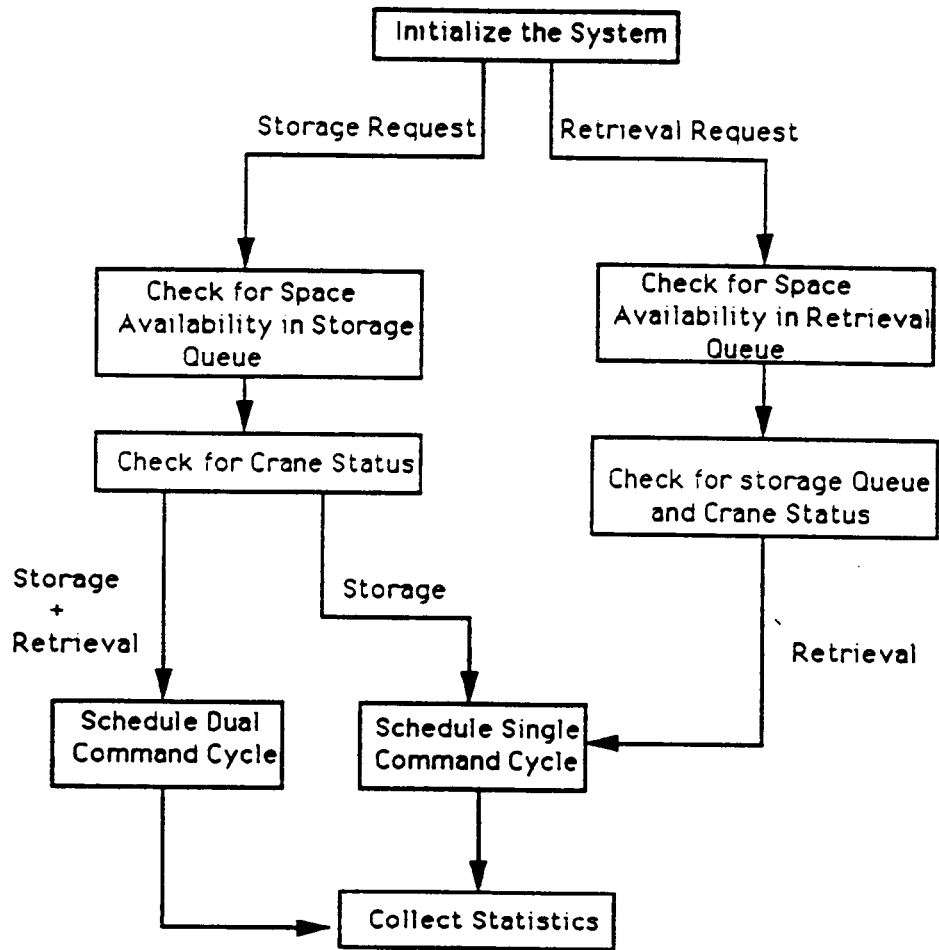 Initialize the System
Storage Request
Retrieval Request
Check for Space
Availability in Storage
Queue
Check for Space
Availability in Retrieval
Queue
Check for Crane Status
Check for storage Queue
and Crane Status
Storage
+
Retrieval
Storage
Retrieval
Schedule Dual
Command Cycle
Schedule Single
Command Cycle
Collect Statistics